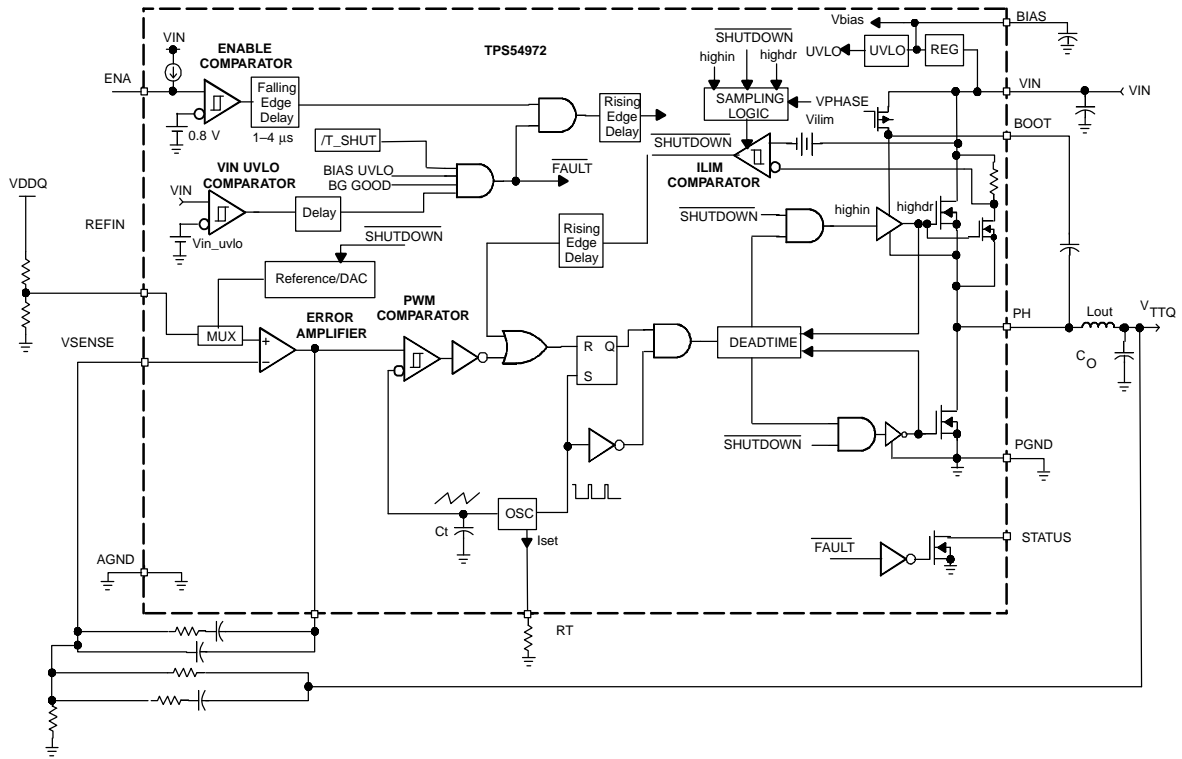 BIAS
Vbias
SHUTDOWN
VIN
ENABLE
COMPARATOR
TPS54972
highin
highdr
UVLO
UVLO
REG
ENA
Falling
Edge
Delay
SAMPLING
LOGIC
VPHASE
VIN
VIN
0.8 V
1–4 µs
Rising
Edge
Delay
Vilim
BOOT
/T_SHUT
SHUTDOWN
VIN UVLO
COMPARATOR
BIAS UVLO
BG GOOD
FAULT
ILIM
COMPARATOR
VDDQ
VIN
Delay
REFIN
Vin_uvlo
SHUTDOWN
Rising
Edge
Delay
SHUTDOWN
highin
highdr
Reference/DAC
PWM
COMPARATOR
MUX
ERROR
AMPLIFIER
+
−
VSENSE
R
Q
S
DEADTIME
PH
Lout
VTTQ
CO
SHUTDOWN
PGND
OSC
Ct
Iset
FAULT
STATUS
AGND
RT